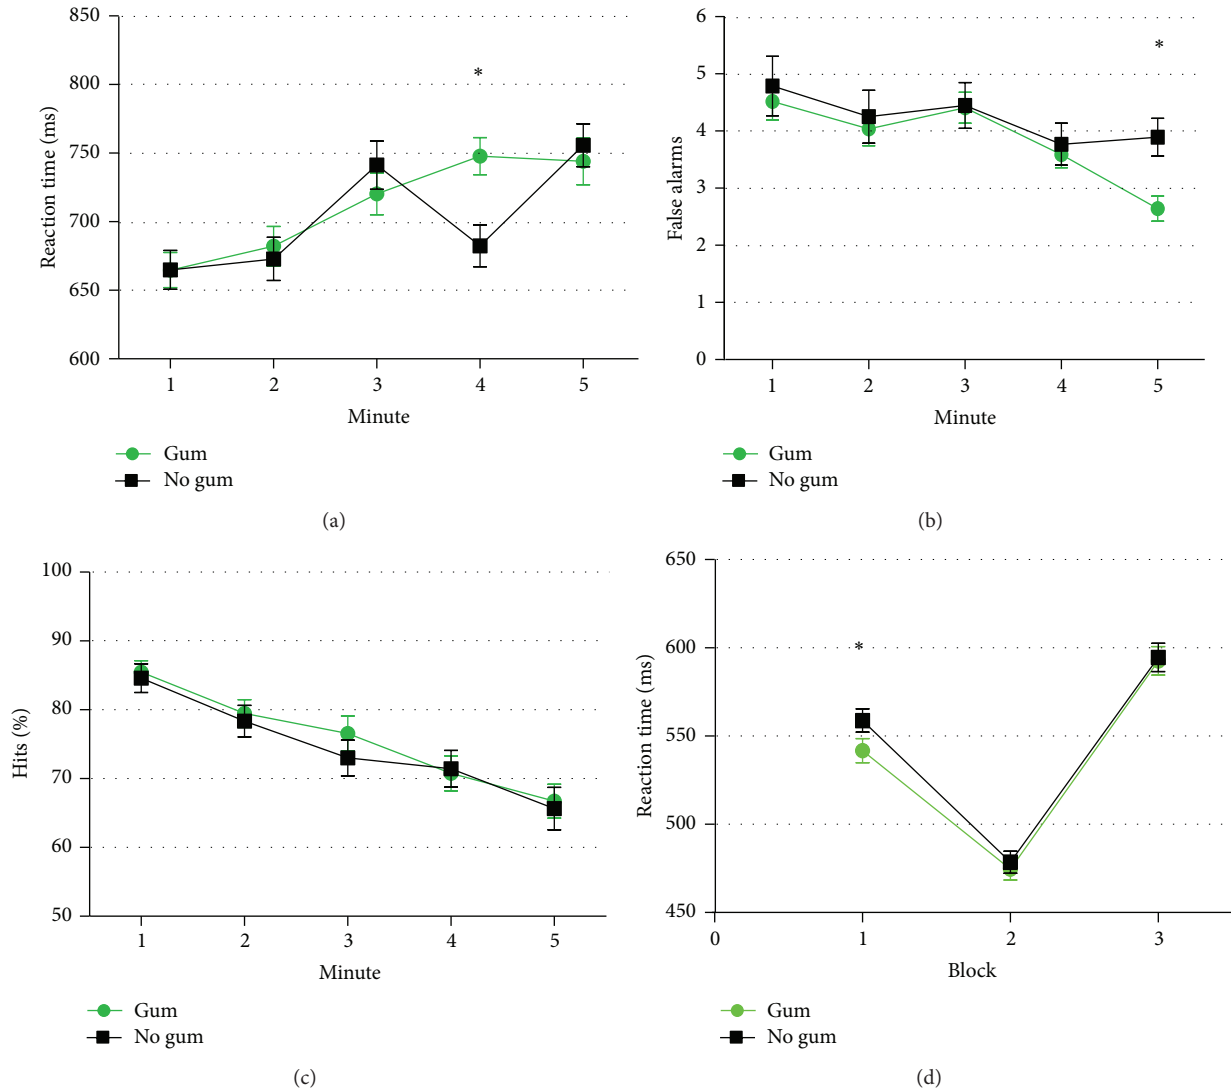 850
800
750
700
650
600
Reaction time (ms)
*
1 2 3 4 5
Minute
Gum
No gum
(a)
6
5
4
3
2
1
0
False alarms
*
1 2 3 4 5
Minute
Gum
No gum
(b)
100
90
80
70
60
50
Hits (%)
1 2 3 4 5
Minute
Gum
No gum
(c)
650
600
550
500
450
Reaction time (ms)
*
0 1 2 3
Block
Gum
No gum
(d)